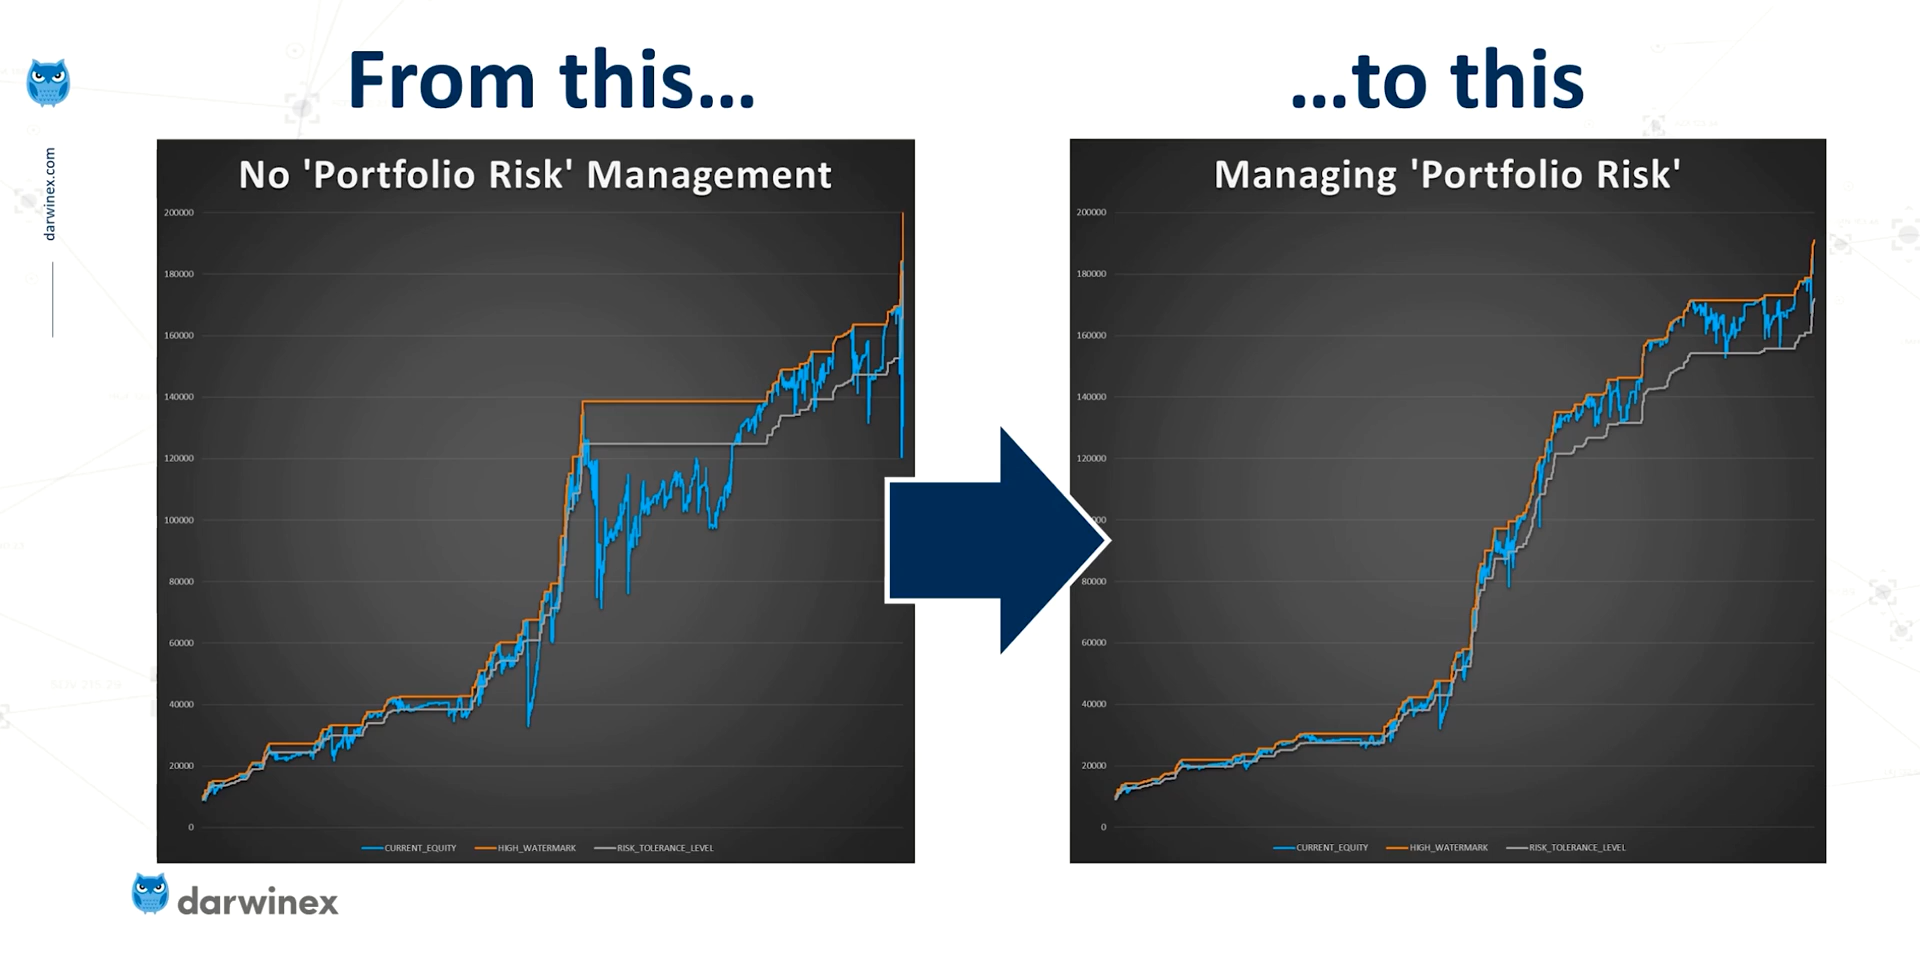 From this...
...to this
darwinex.com
No 'Portfolio Risk' Management
200000
180000
160000
140000
120000
100000
80000
60000
40000
20000
0
CURRENT_EQUITY
HIGH_WATERMARK
RISK_TOLERANCE_LEVEL
Managing 'Portfolio Risk'
200000
180000
160000
140000
120000
80000
60000
40000
20000
0
CURRENT_EQUITY
HIGH_WATERMARK
RISK_TOLERANCE_LEVEL
darwinex